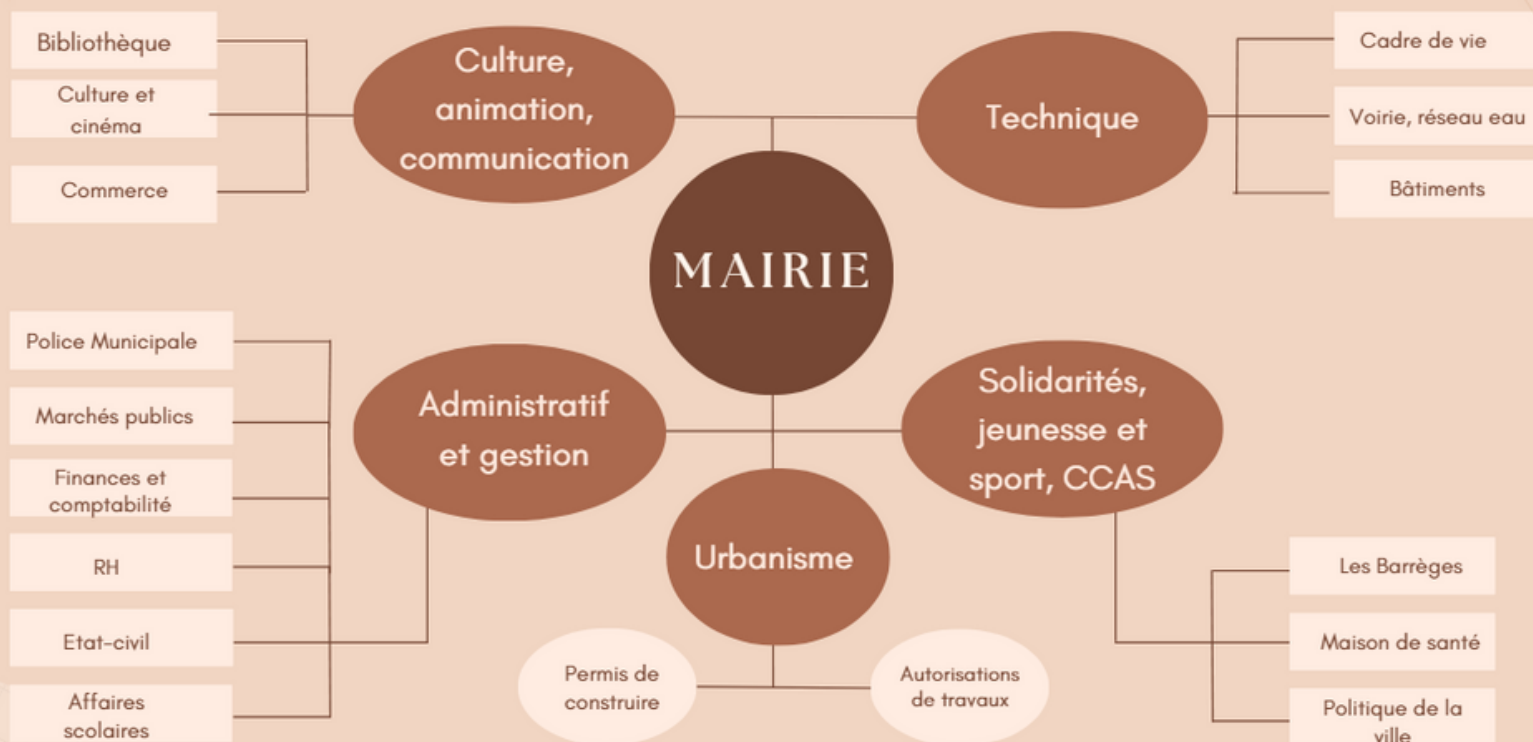 Bibliothèque
Culture et
cinéma
Commerce
Culture,
animation,
communication
Technique
Cadre de vie
Voirie, réseau eau
Bâtiments
MAIRIE
Police Municipale
Marchés publics
Finances et
comptabilité
RH
Etat-civil
Affaires
scolaires
Administratif
et gestion
Urbanisme
Permis de
construire
Autorisations
de travaux
Solidarités,
jeunesse et
sport, CCAS
Les Barrèges
Maison de santé
Politique de la
ville